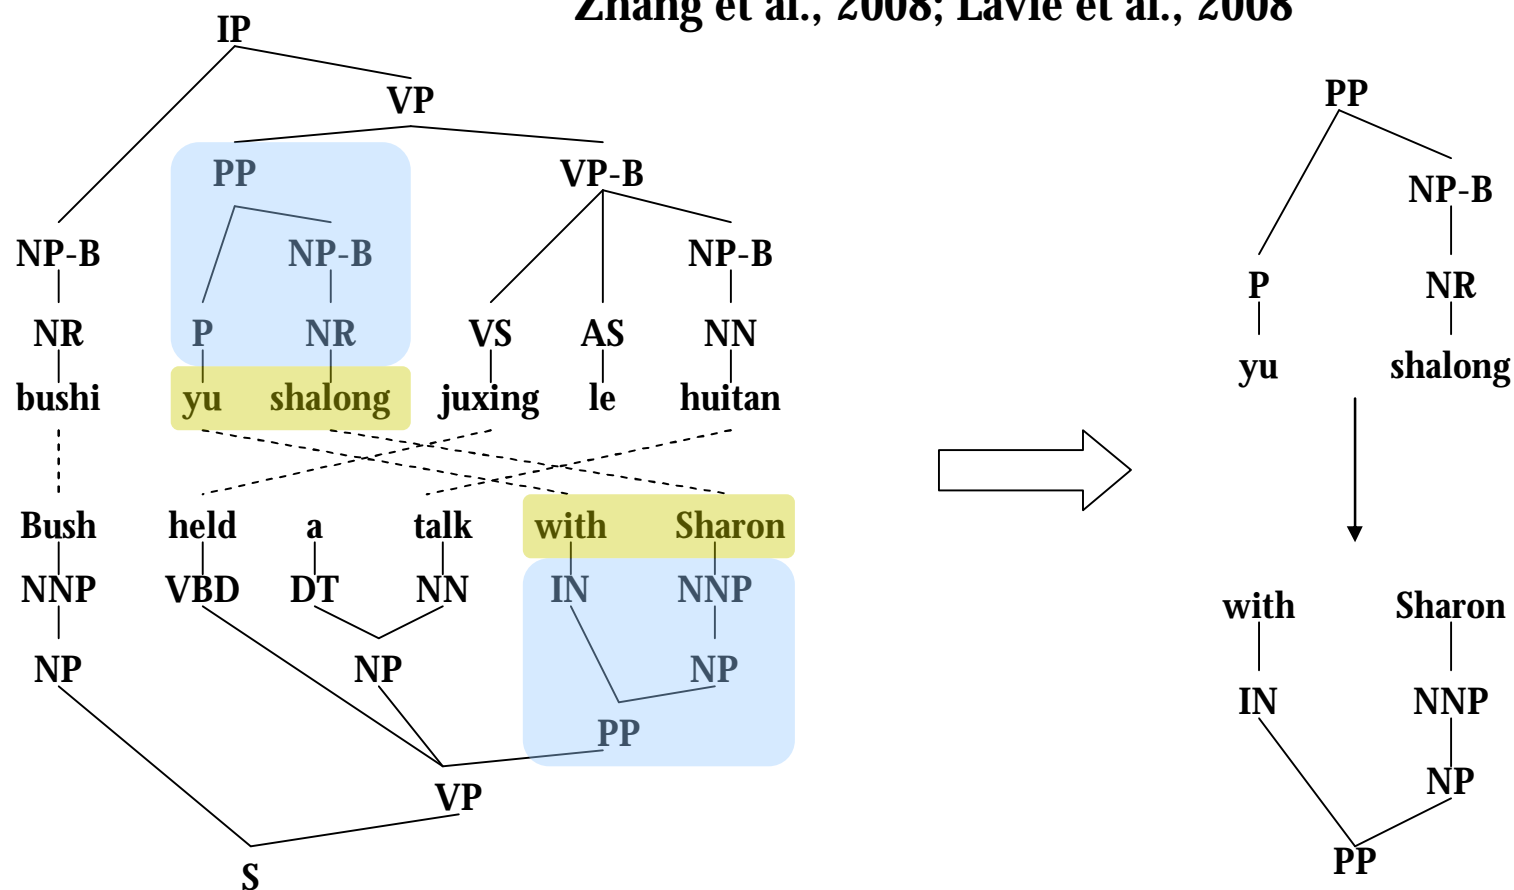 Zhang et al., 2008; Lavie et al., 2008
IP
VP
PP
VP-B
NP-B
NP-B
NP-B
NR
P
NR
VS
AS
NN
bushi
yu
shalong
juxing
le
huitan
Bush
held
a
talk
with
Sharon
NNP
VBD
DT
NN
IN
NNP
NP
NP
NP
PP
VP
S
PP
NP-B
P
NR
yu
shalong
with
Sharon
IN
NNP
NP
PP